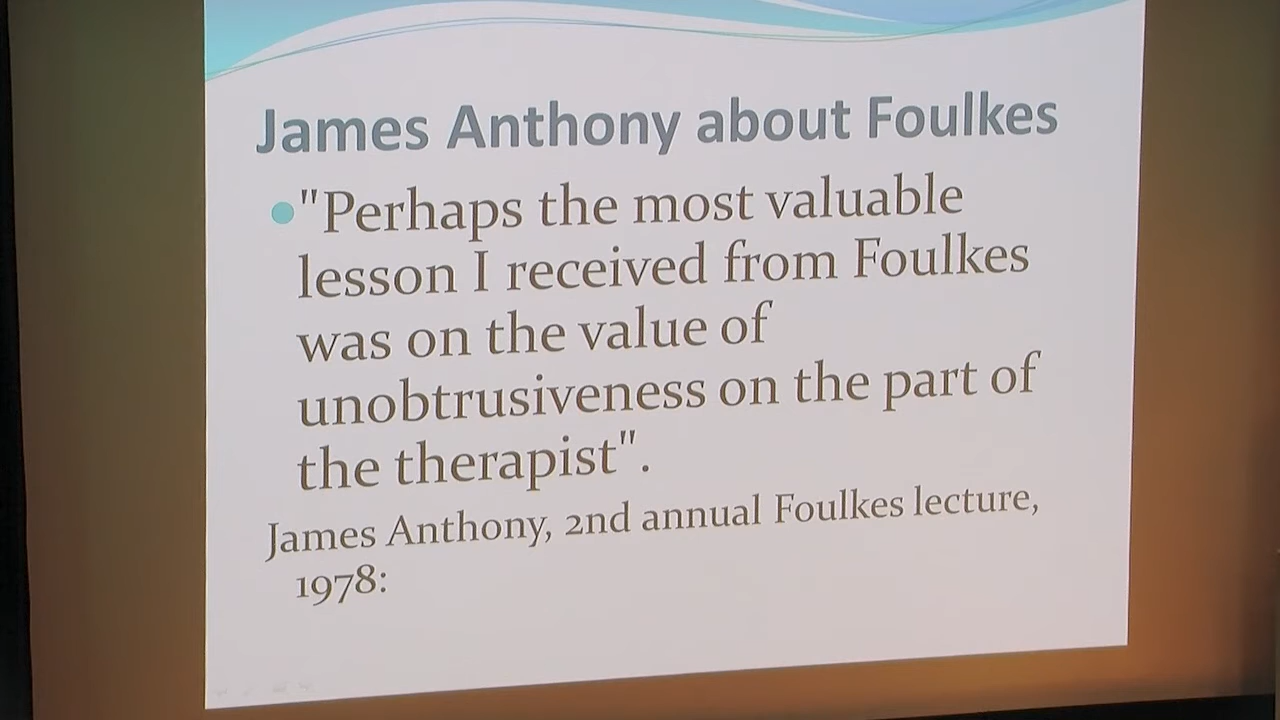 James Anthony about Foulkes
"Perhaps the most valuable
lesson I received from Foulkes
was on the value of
unobtrusiveness on the part of
the therapist".
James Anthony, 2nd annual Foulkes lecture,
1978: